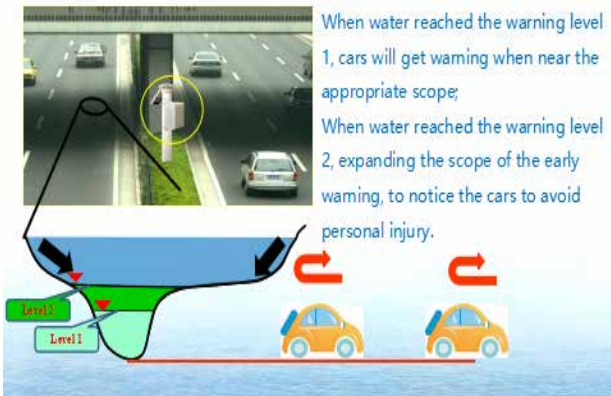 When water reached the warning level
1, cars will get warning when near the
appropriate scope;
When water reached the warning level
2, expanding the scope of the early
warning, to notice the cars to avoid
personal injury.
Level 2
Level 1